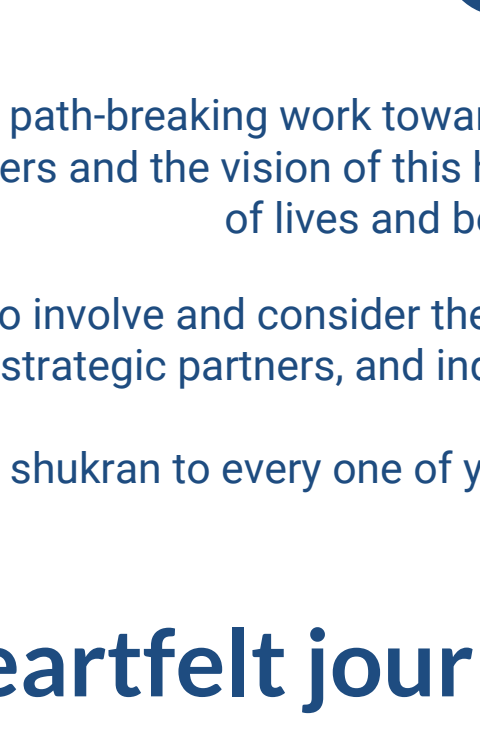 path-breaking work towar
ers and the vision of this h
of lives and be
o involve and consider the
strategic partners, and inc
shukran to every one of y
eartfelt jour